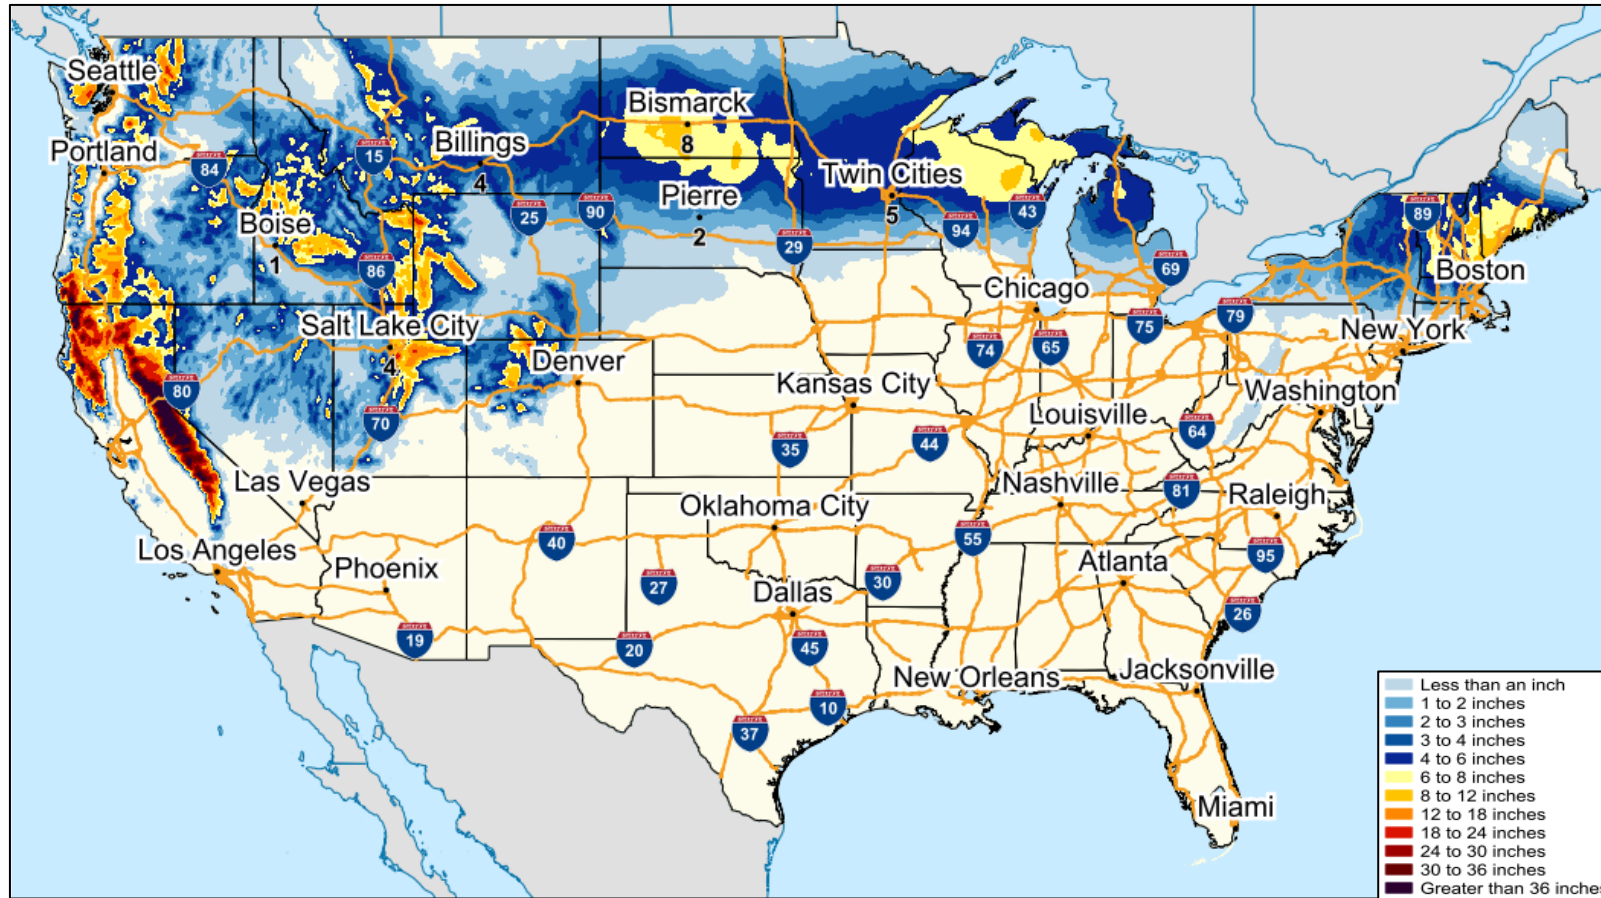 Seattle
Bismarck
Portland
Billings
15
84
8
Twin Cities
4
Pierre
Boise
25
90
5
43
89
94
2
29
1
86
69
Boston
Chicago
Salt Lake City
79
75
New York
74
65
Denver
4
Kansas City
Washington
80
70
Louisville
64
35
44
Las Vegas
Nashville
81
Raleigh
Oklahoma City
Los Angeles
40
55
95
Phoenix
Atlanta
27
30
Dallas
26
19
20
45
New Orleans
Jacksonville
10
37
Miami
Less than an inch
1 to 2 inches
2 to 3 inches
3 to 4 inches
4 to 6 inches
6 to 8 inches
8 to 12 inches
12 to 18 inches
18 to 24 inches
24 to 30 inches
30 to 36 inches
Greater than 36 inches